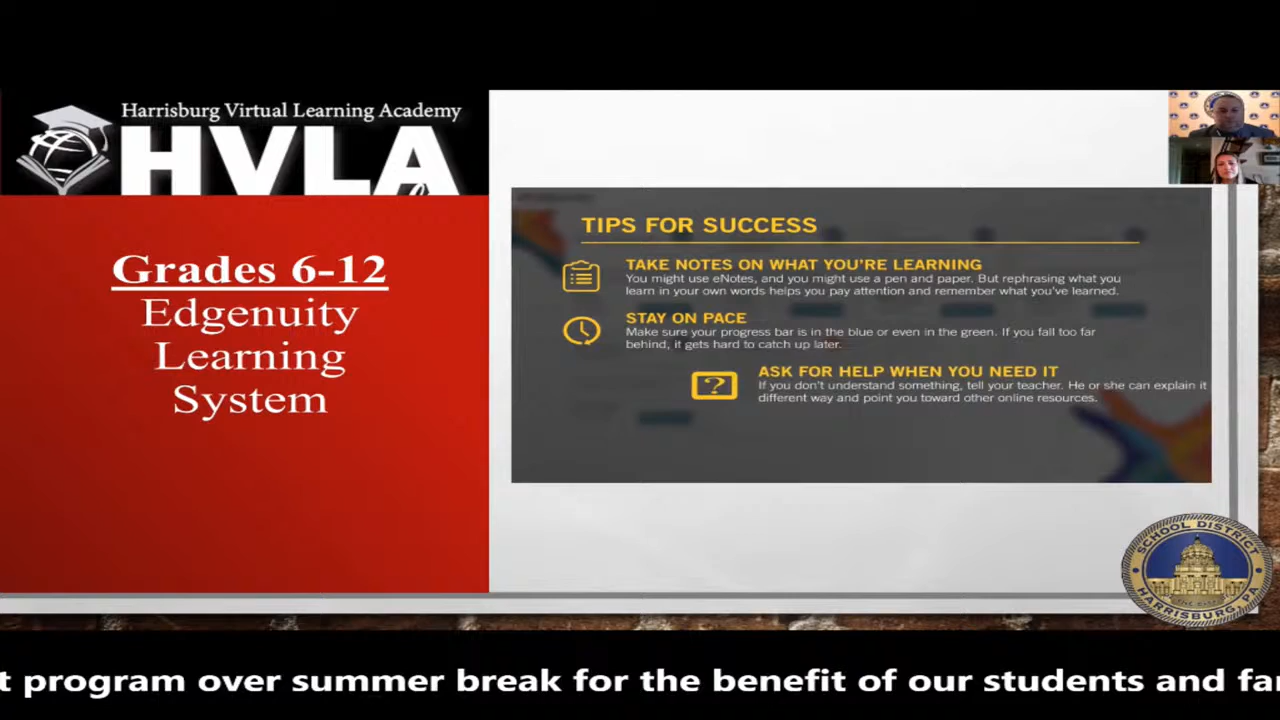 Harrisburg Virtual Learning Academy
HVLA
Grades 6-12
Edgenuity
Learning
System
TIPS FOR SUCCESS
TAKE NOTES ON WHAT YOU'RE LEARNING
You might use eNotes, and you might use a pen and paper. But rephrasing what you
learn in your own words helps you pay attention and remember what you've learned.
STAY ON PACE
Make sure your progress bar is in the blue or even in the green. If you fall too far
behind, it gets hard to catch up later.
ASK FOR HELP WHEN YOU NEED IT
If you don't understand something, tell your teacher. He or she can explain it
different way and point you toward other online resources.
SCHOOL DISTRICT
HARRISBURG, PA
t program over summer break for the benefit of our students and far